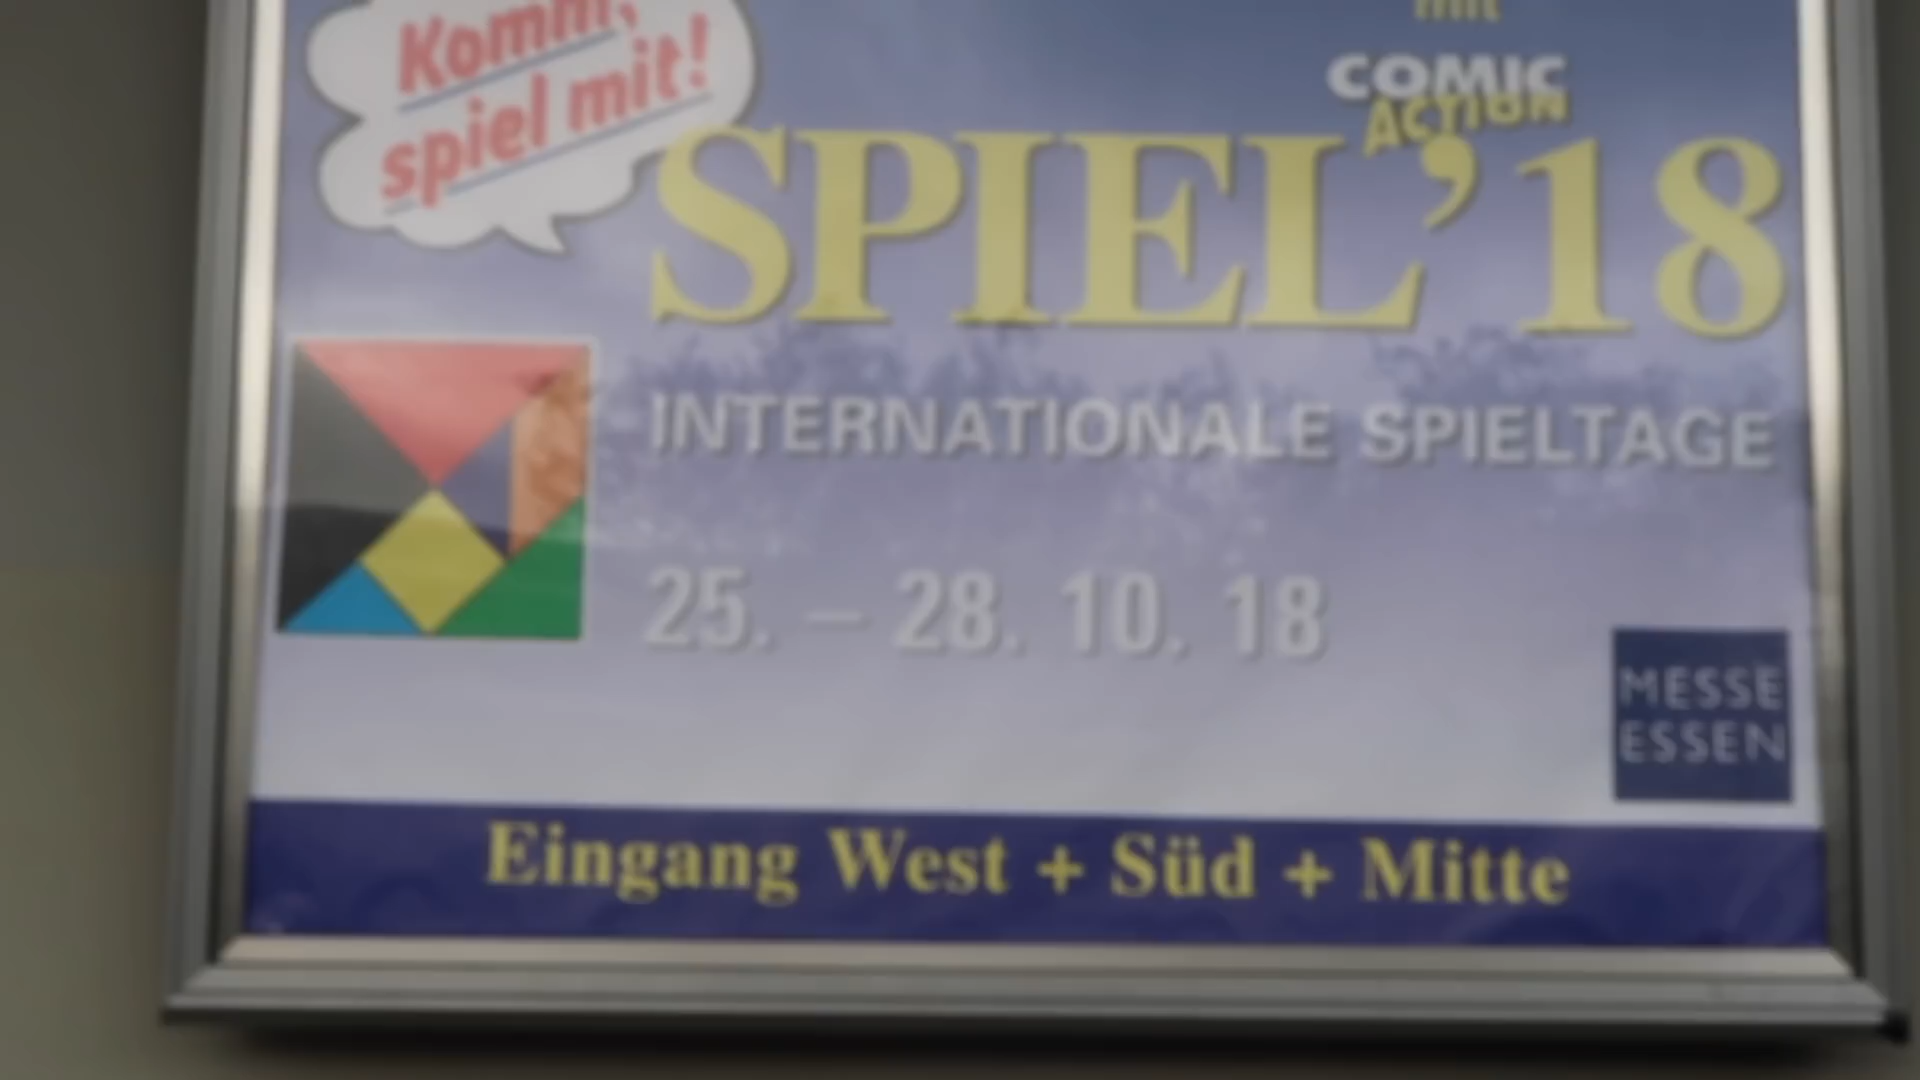 Komm,
spiel mit!
mit
COMIC
ACTION
SPIEL'18
INTERNATIONALE SPIELTAGE
25. – 28. 10. 18
MESSE
ESSEN
Eingang West + Süd + Mitte